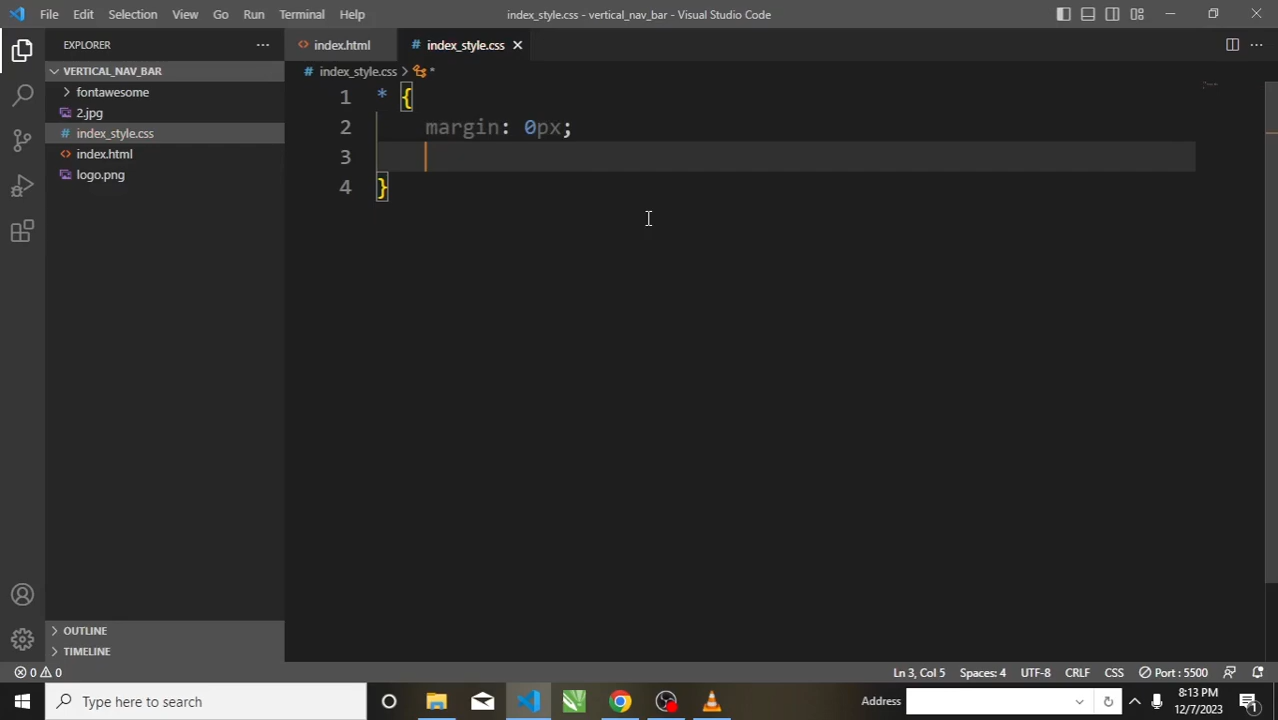 File Edit Selection View Go Run Terminal Help index_style.css - vertical_nav_bar - Visual Studio Code
EXPLORER
index.html
# index_style.css
VERTICAL_NAV_BAR
# index_style.css > *
fontawesome
2.jpg
# index_style.css
index.html
logo.png
1 * {
2 margin: 0px;
3
4 }
OUTLINE
TIMELINE
0 0 Ln 3, Col 5 Spaces: 4 UTF-8 CRLF CSS Port : 5500
Type here to search Address 8:13 PM
12/7/2023 1